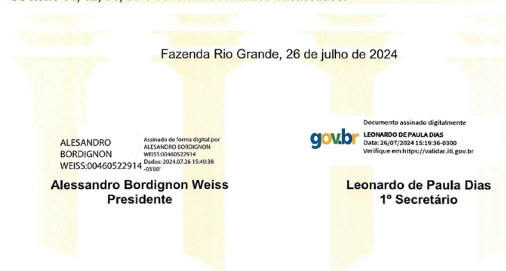 Fazenda Rio Grande, 26 de julho de 2024
ALESANDRO
BORDIGNON
WEISS:00460522914
Assinado de forma digital por
ALESANDRO BORDIGNON
WEISS:00460522914
Dados: 2024.07.26 15:40:38
-03'00'
Alessandro Bordignon Weiss
Presidente
gov.br
Documento assinado digitalmente
LEONARDO DE PAULA DIAS
Data: 26/07/2024 15:19:36-0300
Verifique em https://validar.iti.gov.br
Leonardo de Paula Dias
1º Secretário